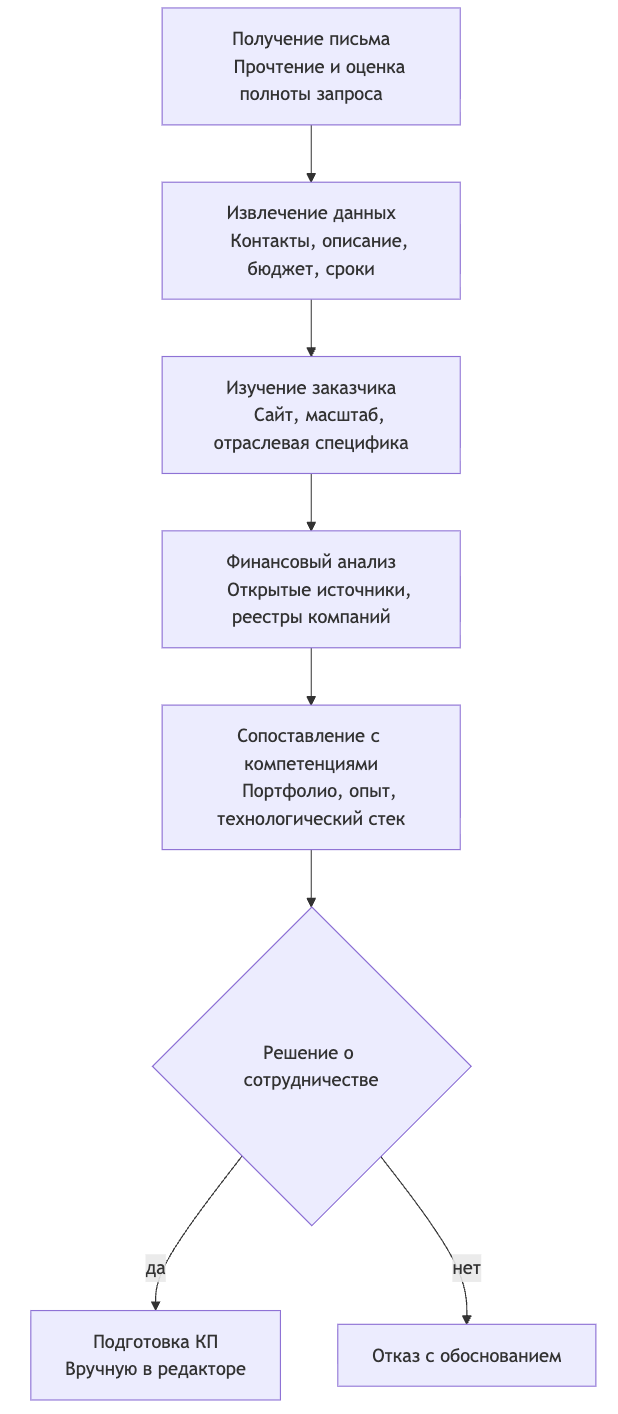 Получение письма
Прочтение и оценка
полноты запроса
Извлечение данных
Контакты, описание,
бюджет, сроки
Изучение заказчика
Сайт, масштаб,
отраслевая специфика
Финансовый анализ
Открытые источники,
реестры компаний
Сопоставление с
компетенциями
Портфолио, опыт,
технологический стек
Решение о
сотрудничестве
да
нет
Подготовка КП
Вручную в редакторе
Отказ с обоснованием